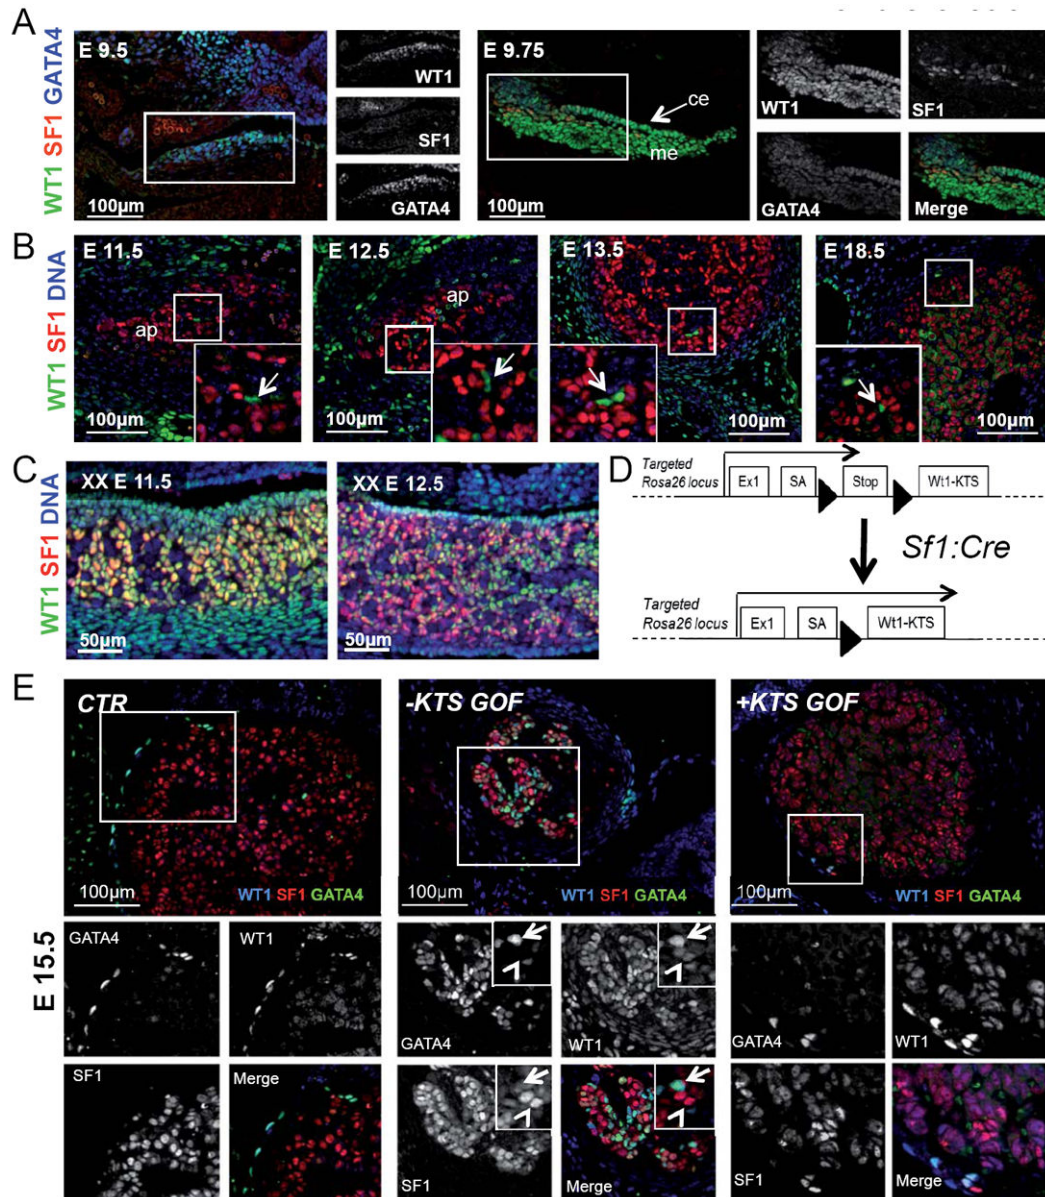 A
WT1 SF1 GATA4
E 9.5
100µm
WT1
SF1
GATA4
E 9.75
ce
me
100µm
WT1
SF1
GATA4
Merge
B
WT1 SF1 DNA
E 11.5
ap
100µm
E 12.5
ap
100µm
E 13.5
100µm
E 18.5
100µm
C
WT1 SF1 DNA
XX E 11.5
50µm
XX E 12.5
50µm
D
Targeted
Rosa26 locus
Ex1
SA
Stop
Wt1-KTS
Sf1:Cre
Targeted
Rosa26 locus
Ex1
SA
Wt1-KTS
E
E 15.5
CTR
100µm
WT1 SF1 GATA4
-KTS GOF
100µm
WT1 SF1 GATA4
+KTS GOF
100µm
WT1 SF1 GATA4
GATA4
WT1
GATA4
WT1
GATA4
WT1
SF1
Merge
SF1
Merge
SF1
Merge